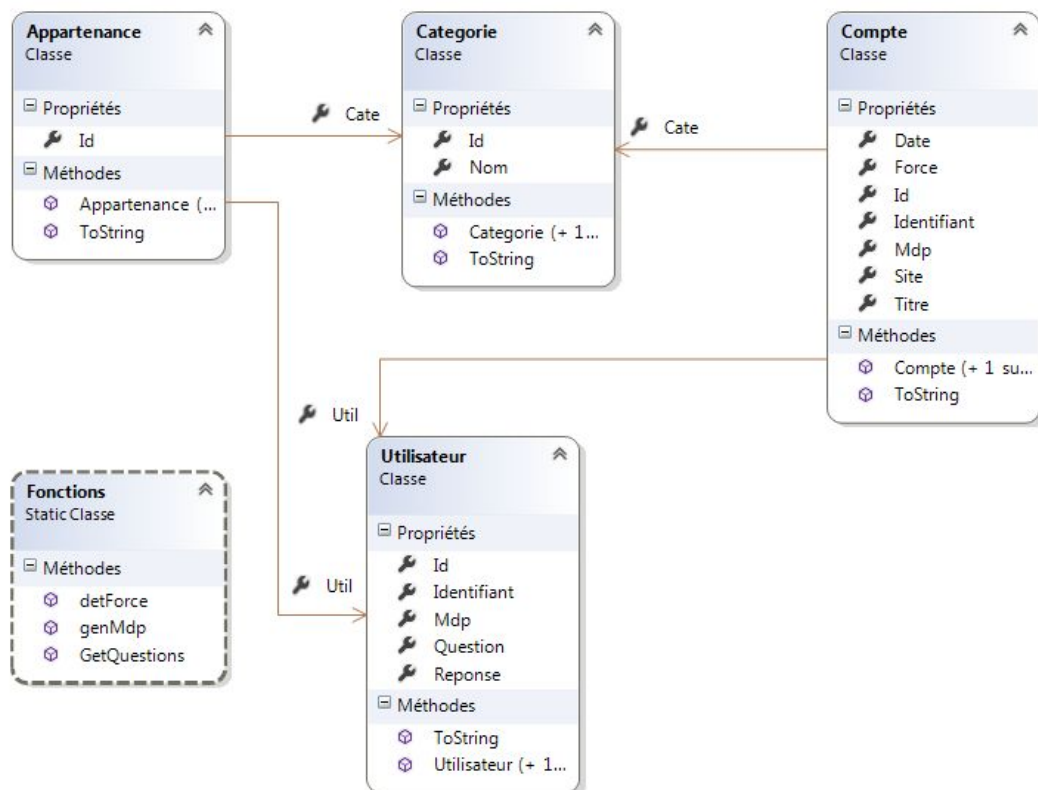 Appartenance
Classe
Propriétés
Id
Méthodes
Appartenance (...
ToString
Cate
Categorie
Classe
Propriétés
Id
Nom
Méthodes
Categorie (+ 1...
ToString
Cate
Compte
Classe
Propriétés
Date
Force
Id
Identifiant
Mdp
Site
Titre
Méthodes
Compte (+ 1 su...
ToString
Util
Fonctions
Static Classe
Méthodes
detForce
genMdp
GetQuestions
Util
Utilisateur
Classe
Propriétés
Id
Identifiant
Mdp
Question
Reponse
Méthodes
ToString
Utilisateur (+ 1...